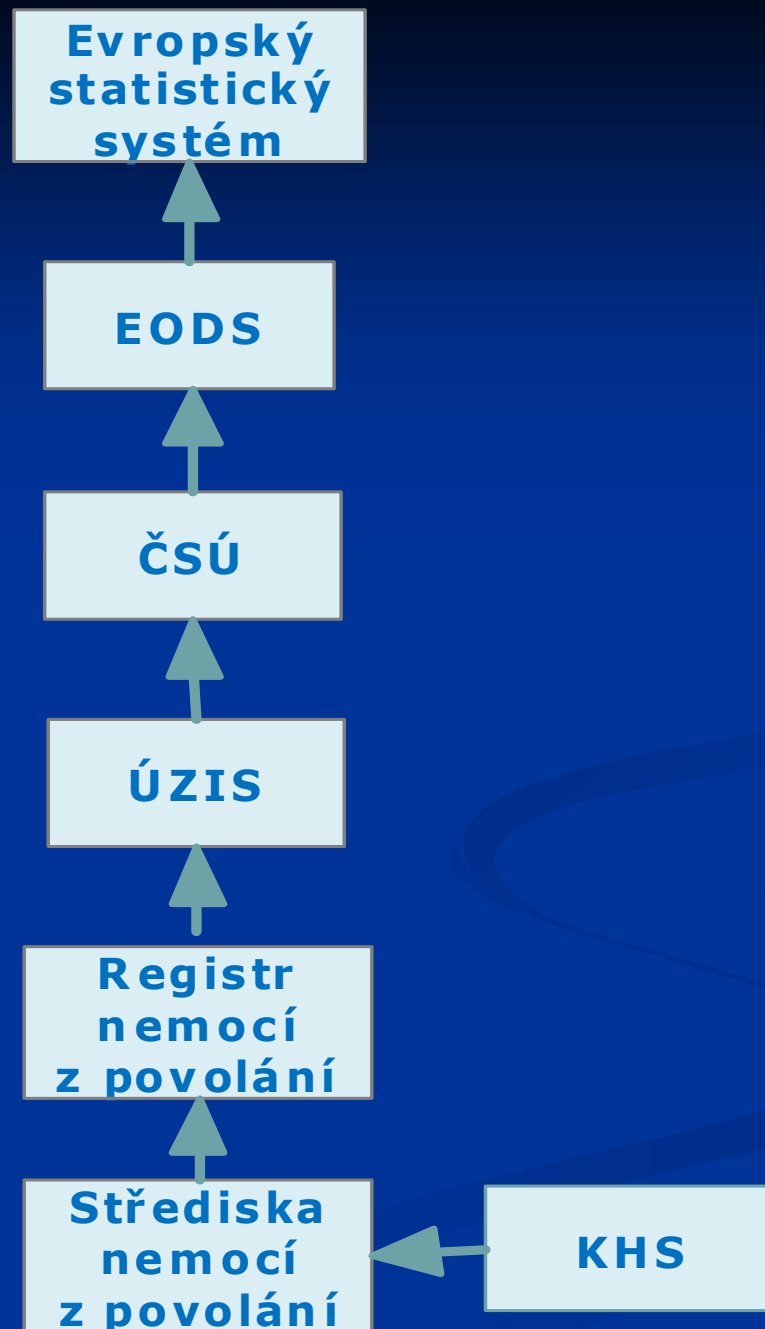 Evropský
statistický
systém
EODS
ČSÚ
ÚZIS
Registr
nemocí
z povolání
Střediska
nemocí
z povolání
KHS